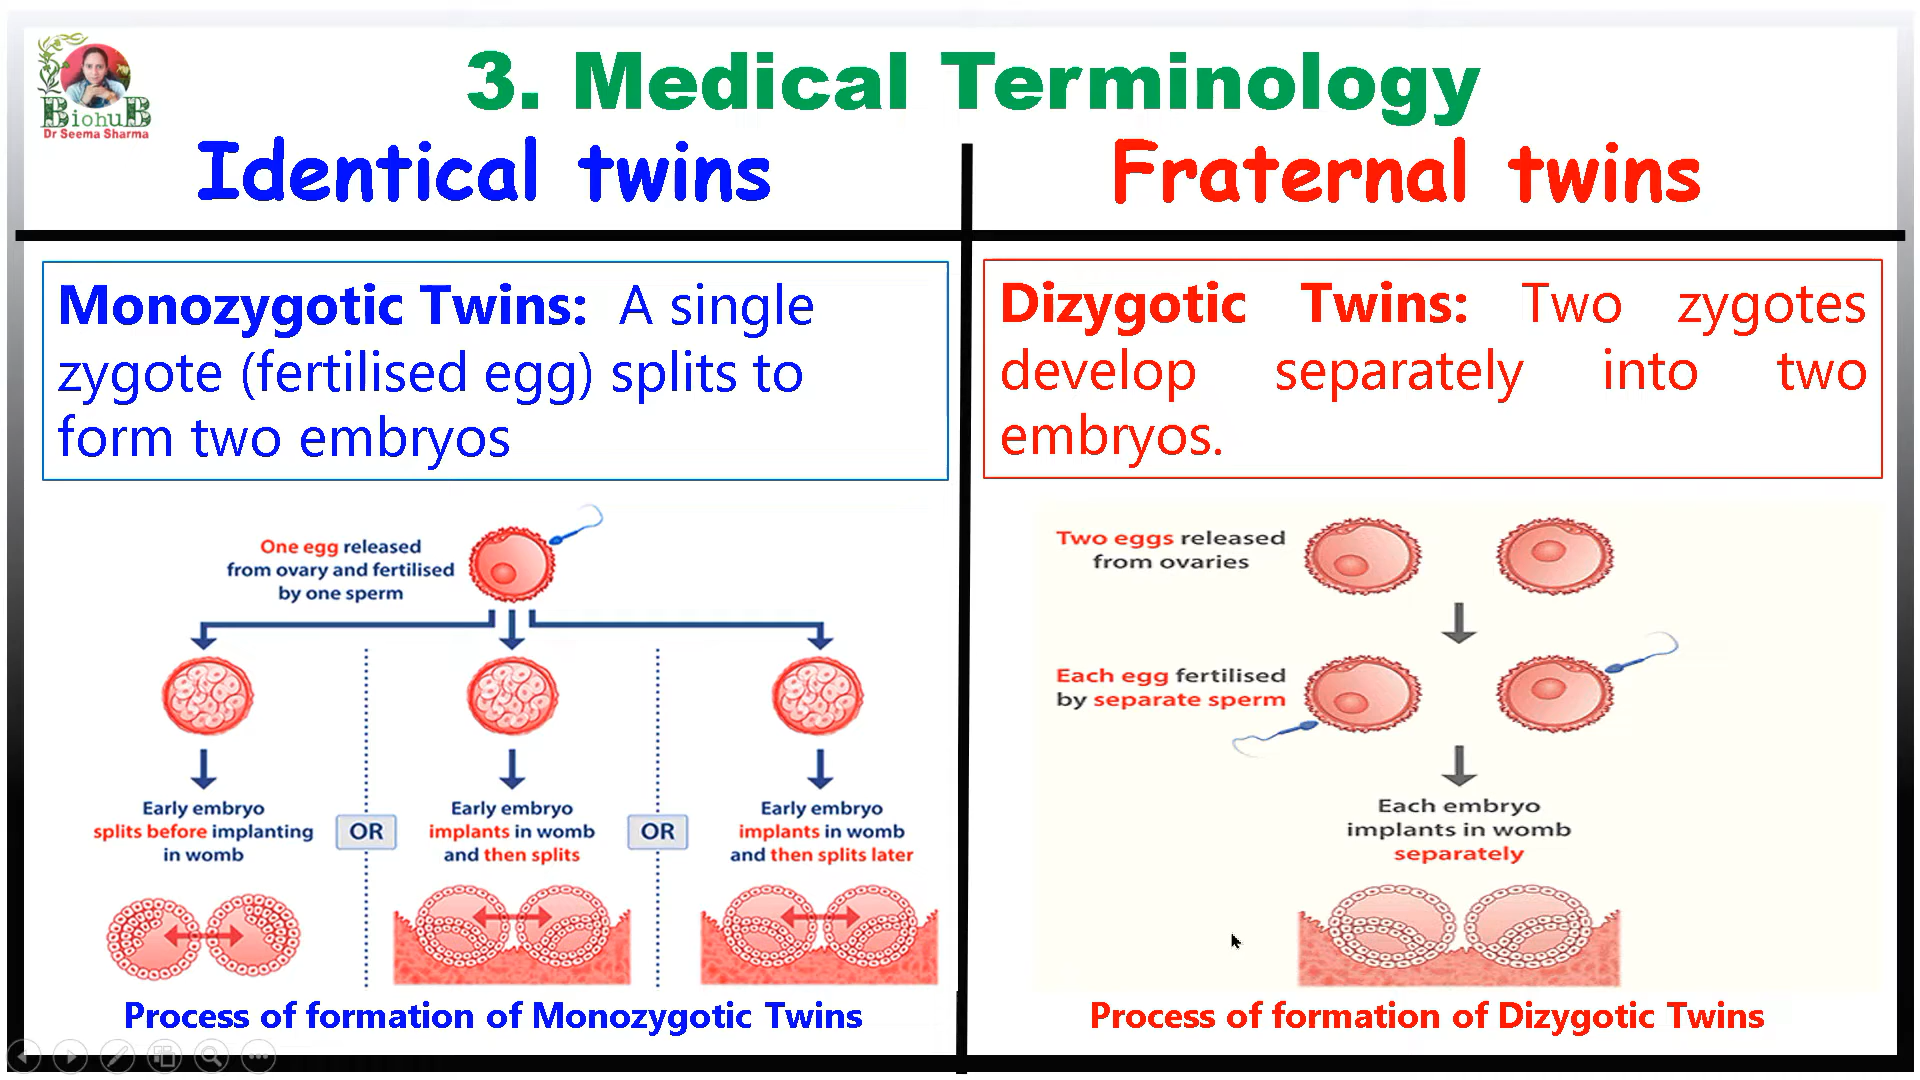 BiohuB
Dr Seema Sharma
3. Medical Terminology
Identical twins
Fraternal twins
Monozygotic Twins: A single
zygote (fertilised egg) splits to
form two embryos
Dizygotic Twins: Two zygotes
develop separately into two
embryos.
One egg released
from ovary and fertilised
by one sperm
Early embryo
splits before implanting
in womb
OR
Early embryo
implants in womb
and then splits
OR
Early embryo
implants in womb
and then splits later
Process of formation of Monozygotic Twins
Two eggs released
from ovaries
Each egg fertilised
by separate sperm
Each embryo
implants in womb
separately
Process of formation of Dizygotic Twins